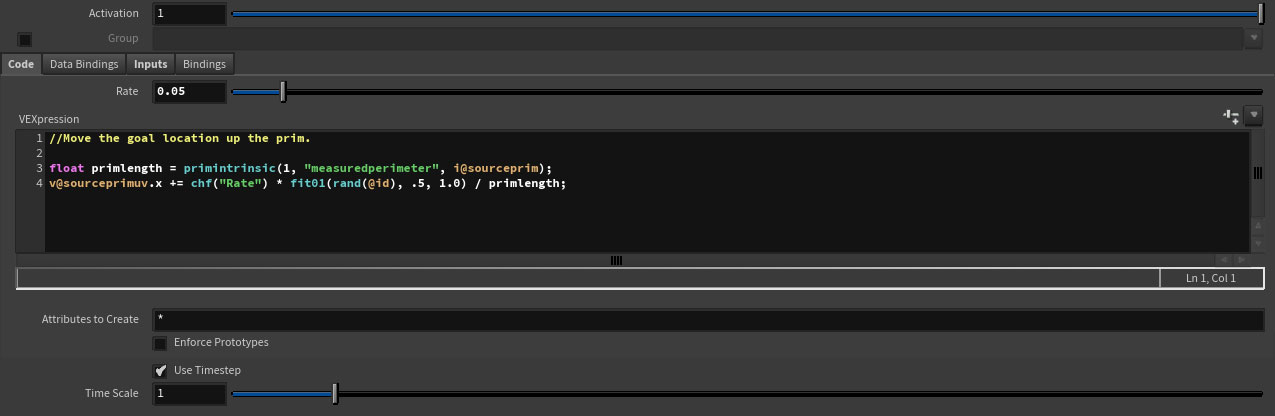 Activation 1
Group
Code Data Bindings Inputs Bindings
Rate 0.05
VEXpression
1 //Move the goal location up the prim.
2
3 float primlength = primintrinsic(1, "measuredperimeter", i@sourceprim);
4 v@sourceprimuv.x += chf("Rate") * fit01(rand(@id), .5, 1.0) / primlength;
Ln 1, Col 1
Attributes to Create *
Enforce Prototypes
Use Timestep
Time Scale 1